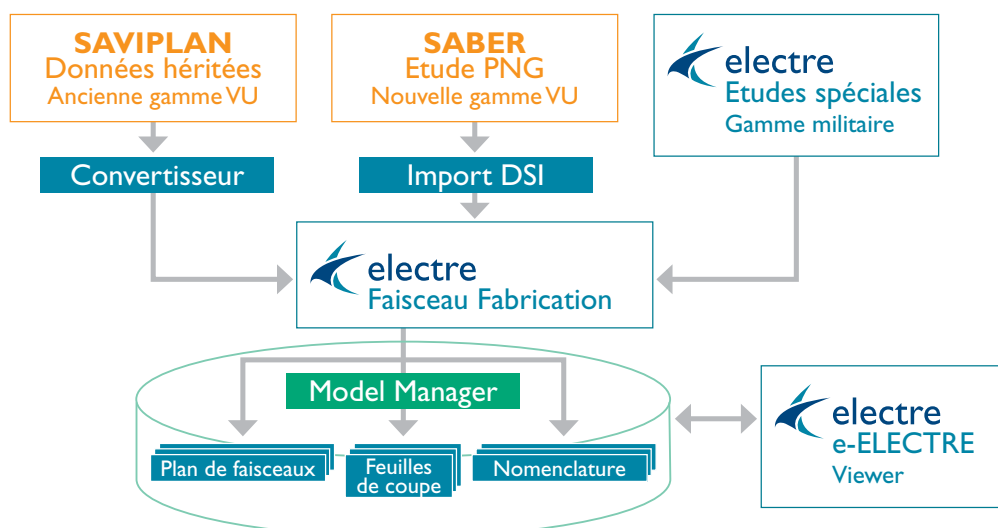 SAVIPLAN
Données héritées
Ancienne gamme VU
SABER
Etude PNG
Nouvelle gamme VU
electre
Etudes spéciales
Gamme militaire
Convertisseur
Import DSI
electre
Faisceau Fabrication
Model Manager
Plan de faisceaux
Feuilles
de coupe
Nomenclature
electre
e-ELECTRE
Viewer